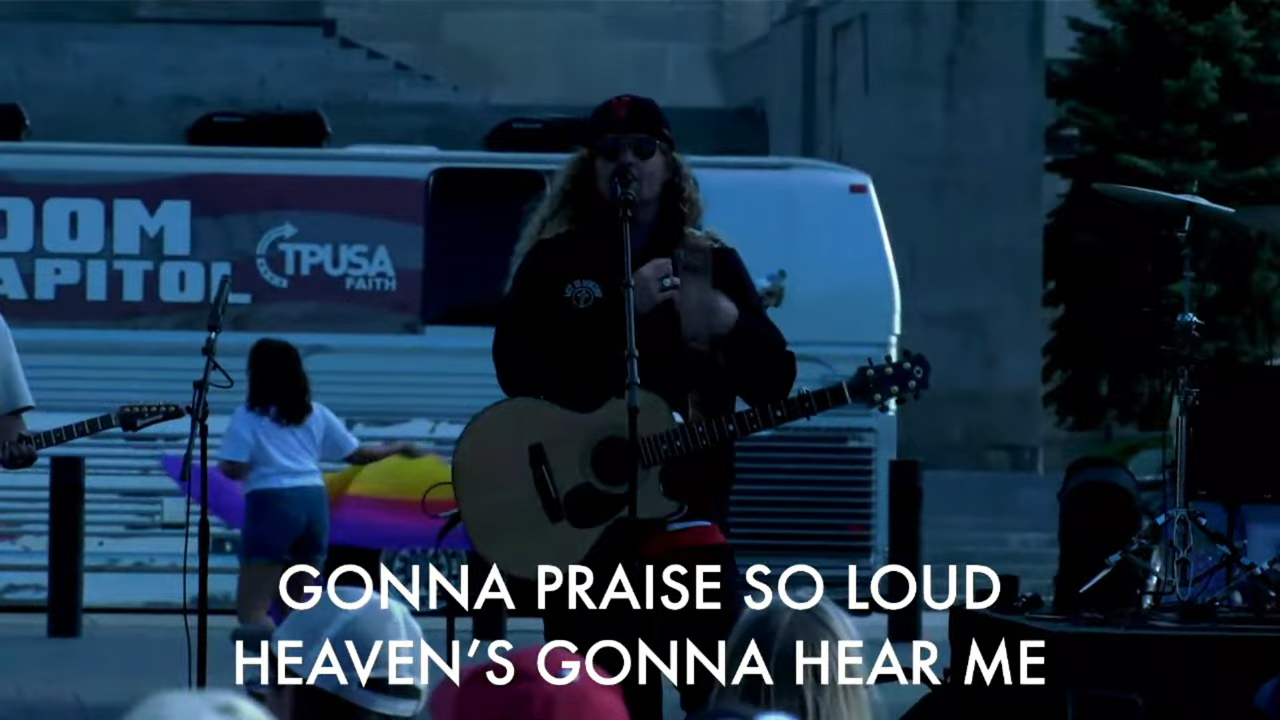 OOM
APITOL
TPUSA
FAITH
GONNA PRAISE SO LOUD
HEAVEN'S GONNA HEAR ME